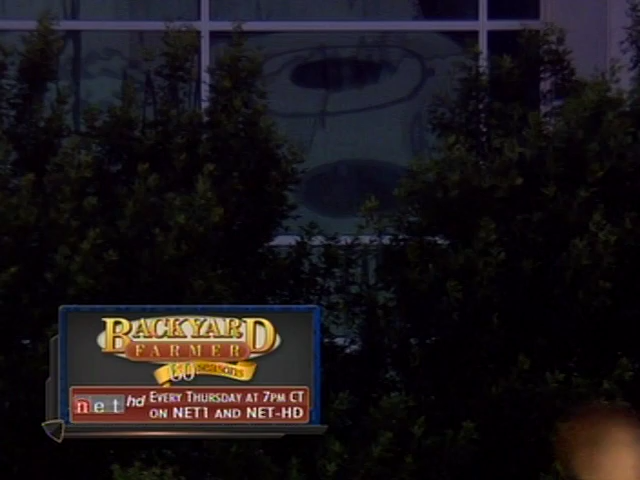 BACKYARD
FARMER
60 seasons
net hd EVERY THURSDAY AT 7PM CT
ON NET1 AND NET-HD